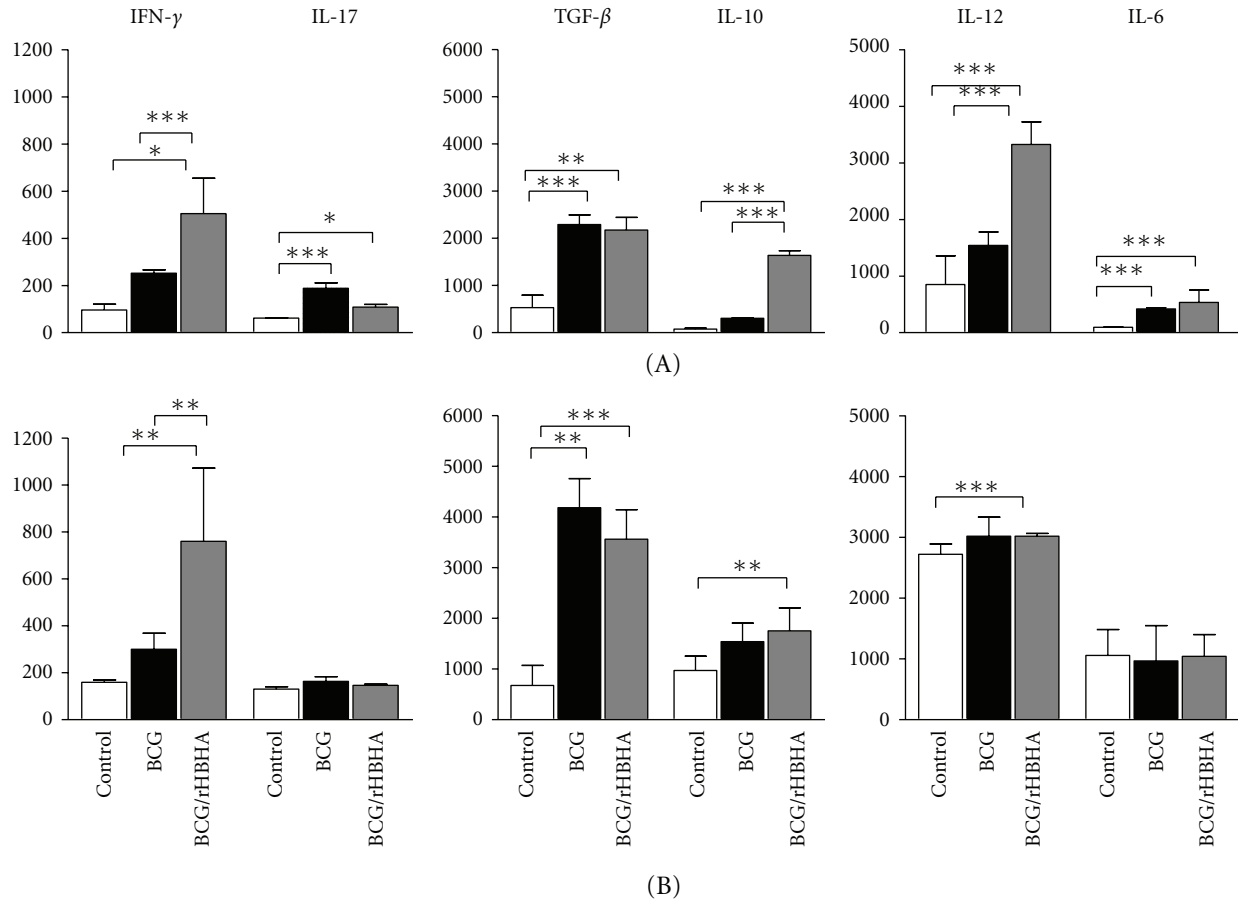 IFN-γ IL-17 TGF-β IL-10 IL-12 IL-6
1200
1000
800
600
400
200
0
***
*
*
***
6000
5000
4000
3000
2000
1000
0
**
***
***
***
5000
4000
3000
2000
1000
0
***
***
***
***
(A)
1200
1000
800
600
400
200
0
**
**
Control
BCG
BCG/rHBHA
Control
BCG
BCG/rHBHA
6000
5000
4000
3000
2000
1000
0
***
**
**
Control
BCG
BCG/rHBHA
Control
BCG
BCG/rHBHA
5000
4000
3000
2000
1000
0
***
Control
BCG
BCG/rHBHA
Control
BCG
BCG/rHBHA
(B)